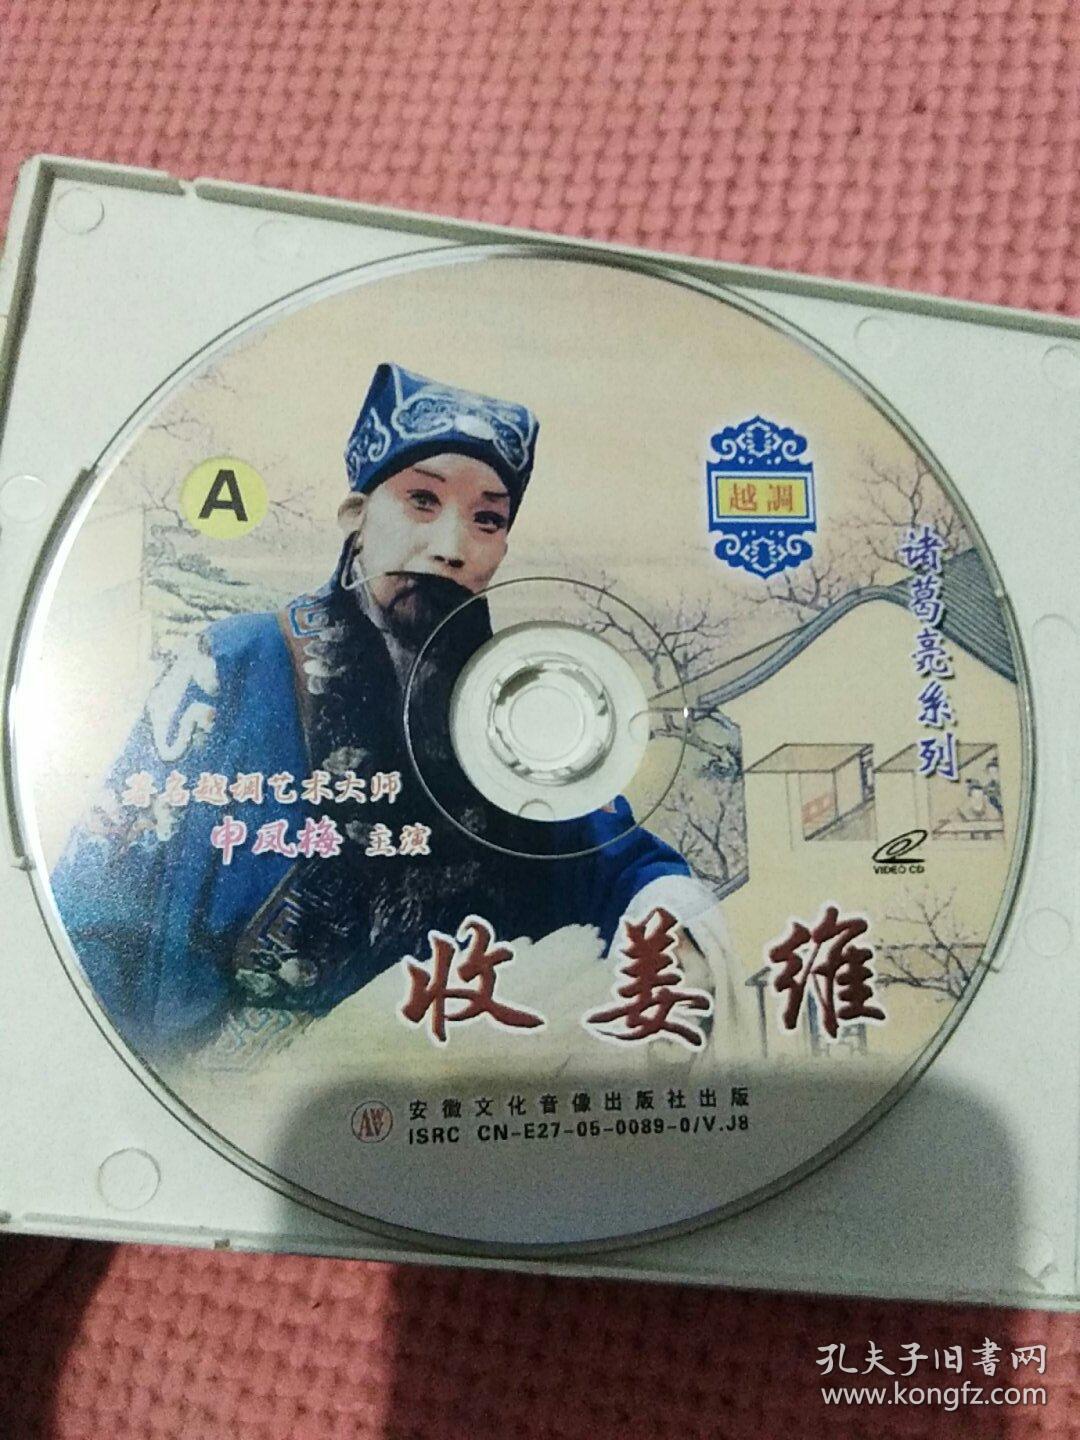 A
越調
诸葛亮系列
著名越调艺术大师
申凤梅 主演
VIDEO CD
收姜维
安徽文化音像出版社出版
ISRC CN-E27-05-0089-0/V.J8
孔夫子旧書网
www.kongfz.com